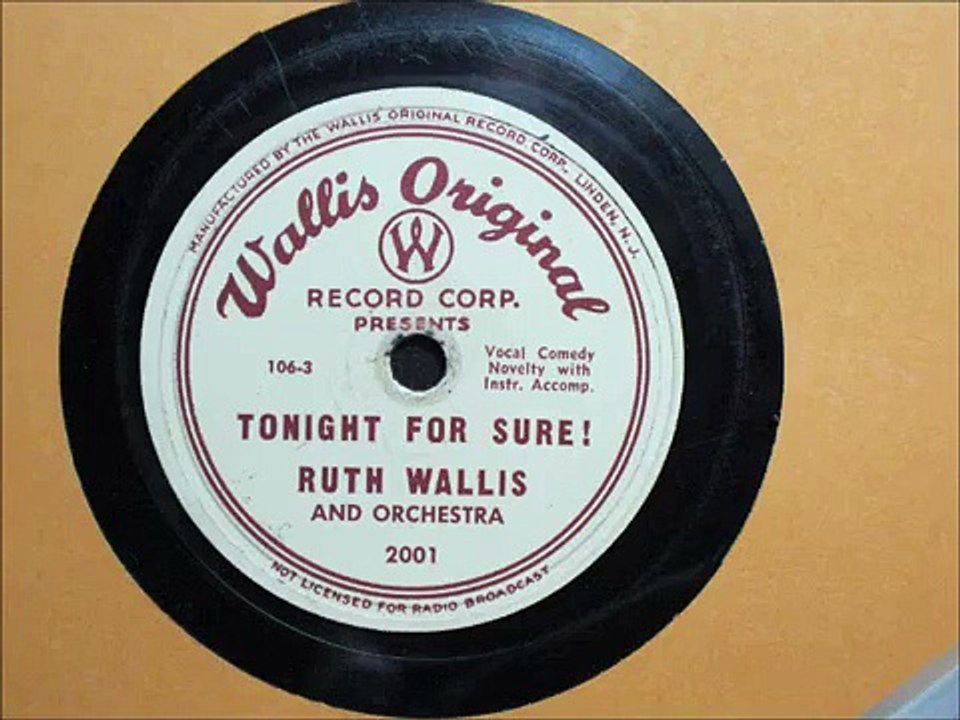 MANUFACTURED BY THE WALLIS ORIGINAL RECORD CORP., LINDEN, N. J.
Wallis Original
W
RECORD CORP.
PRESENTS
106-3
Vocal Comedy
Novelty with
Instr. Accomp.
TONIGHT FOR SURE!
RUTH WALLIS
AND ORCHESTRA
2001
NOT LICENSED FOR RADIO BROADCAST